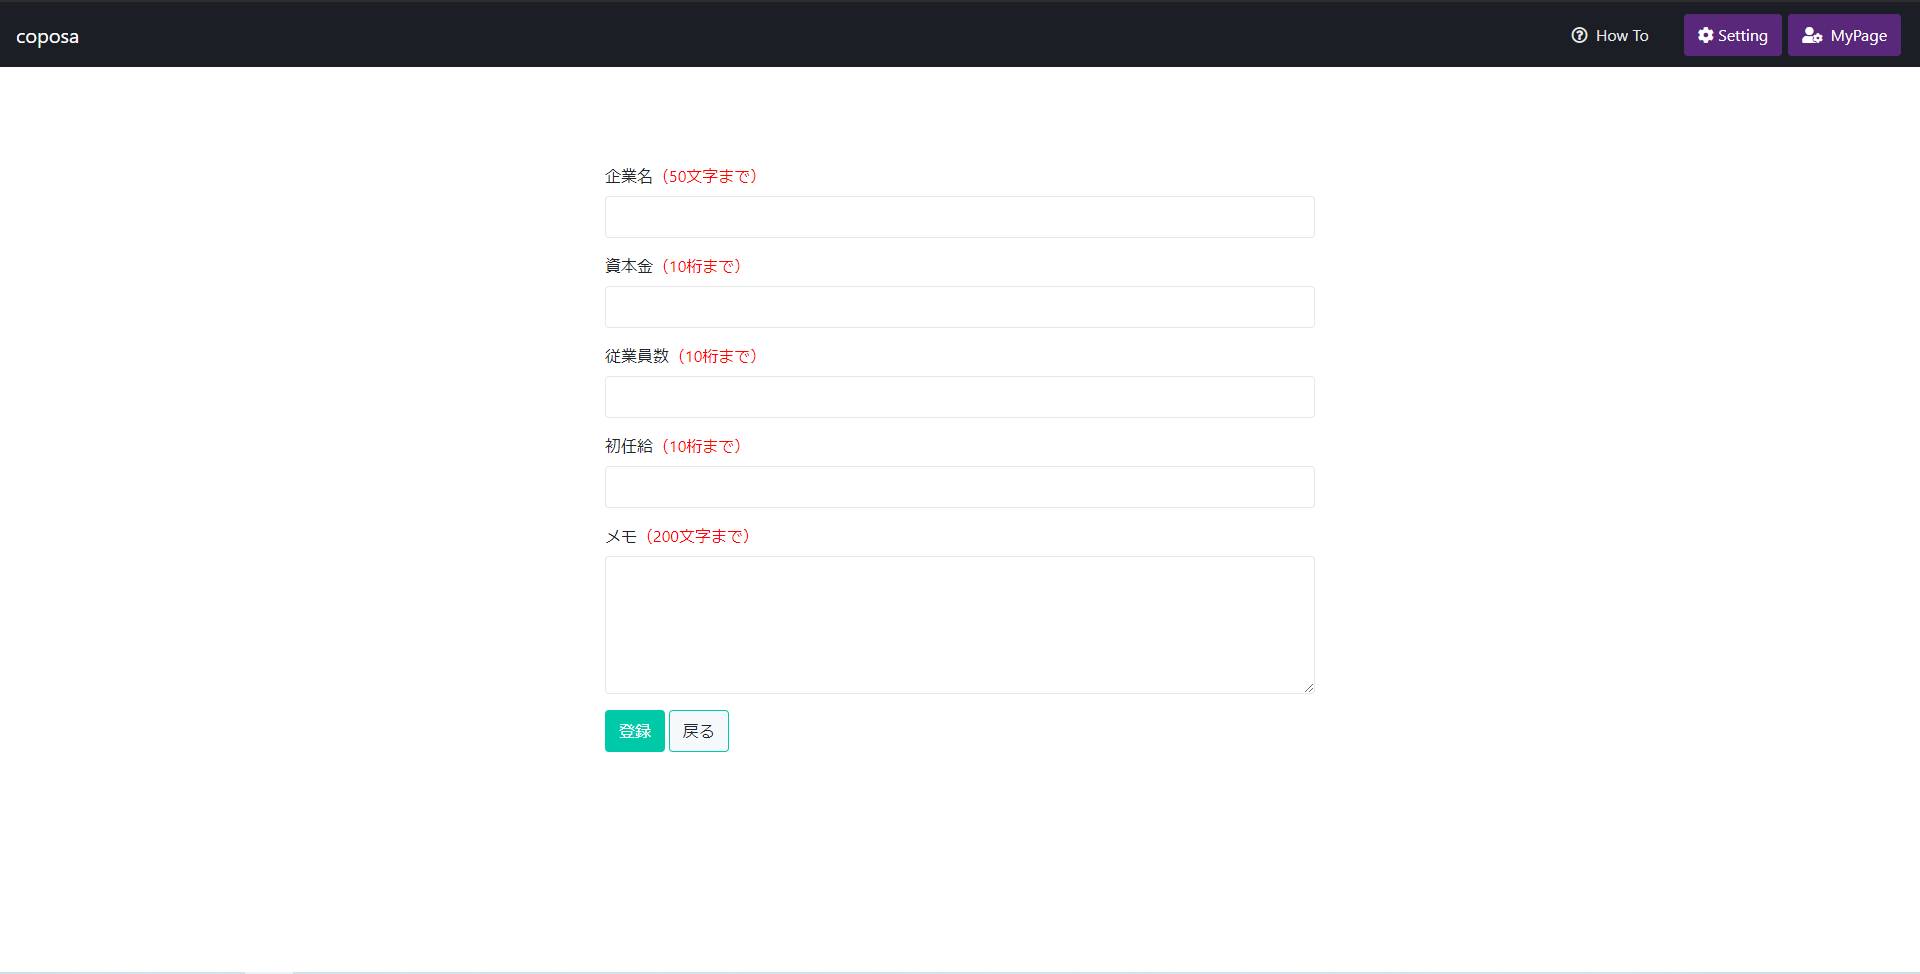 coposa
How To
Setting
MyPage
企業名（50文字まで）
資本金（10桁まで）
従業員数（10桁まで）
初任給（10桁まで）
メモ（200文字まで）
登録 戻る